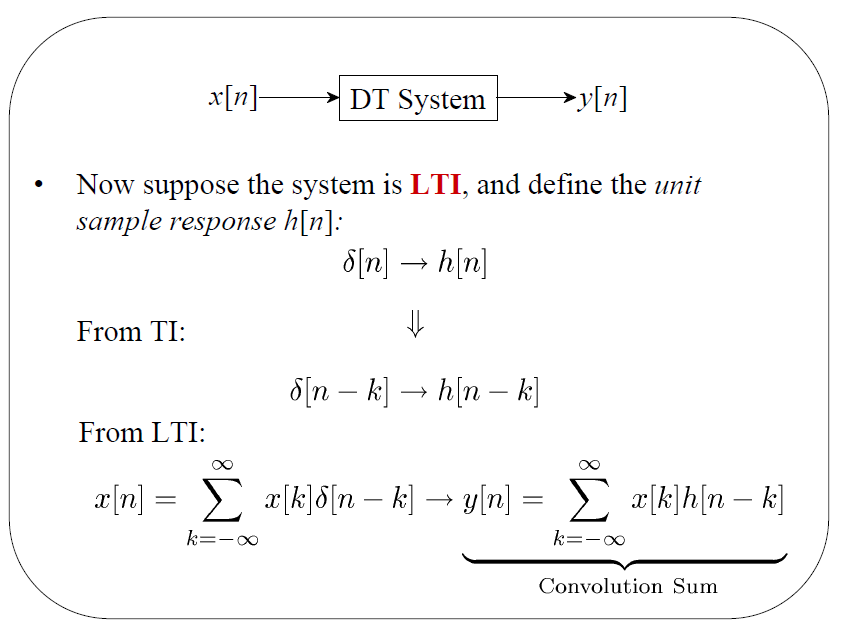 x[n] → DT System → y[n]
• Now suppose the system is LTI, and define the unit
sample response h[n]:
δ[n] → h[n]
From TI: ⇓
δ[n − k] → h[n − k]
From LTI:
x[n] = ∑_{k=−∞}^{∞} x[k]δ[n − k] → y[n] = ∑_{k=−∞}^{∞} x[k]h[n − k]
Convolution Sum